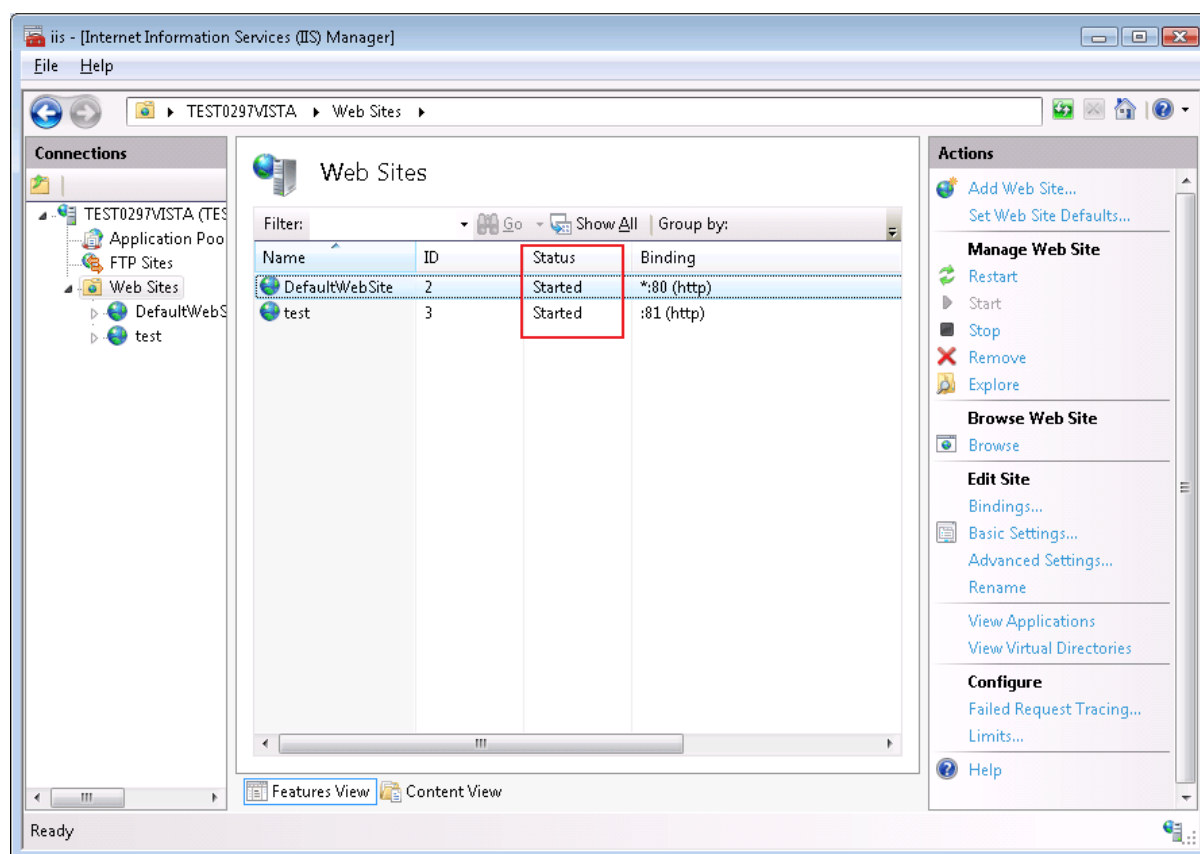 iis - [Internet Information Services (IIS) Manager]
File Help
TEST0297VISTA Web Sites
Connections
TEST0297VISTA (TES
Application Poo
FTP Sites
Web Sites
DefaultWebS
test
Web Sites
Filter: Go Show All Group by:
Name ID Status Binding
DefaultWebSite 2 Started *:80 (http)
test 3 Started :81 (http)
Features View Content View
Actions
Add Web Site...
Set Web Site Defaults...
Manage Web Site
Restart
Start
Stop
Remove
Explore
Browse Web Site
Browse
Edit Site
Bindings...
Basic Settings...
Advanced Settings...
Rename
View Applications
View Virtual Directories
Configure
Failed Request Tracing...
Limits...
Help
Ready